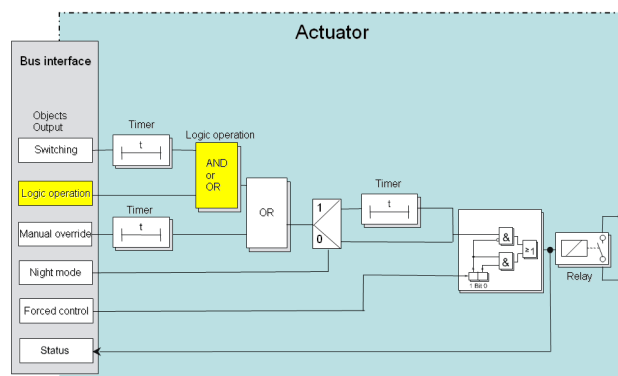 Actuator
Bus interface
Objects
Output
Timer
Logic operation
Switching
t
AND
or
OR
Timer
Logic operation
t
OR
1
0
Manual override
Timer
t
&
≥1
&
Night mode
1 Bit 0
Relay
Forced control
Status